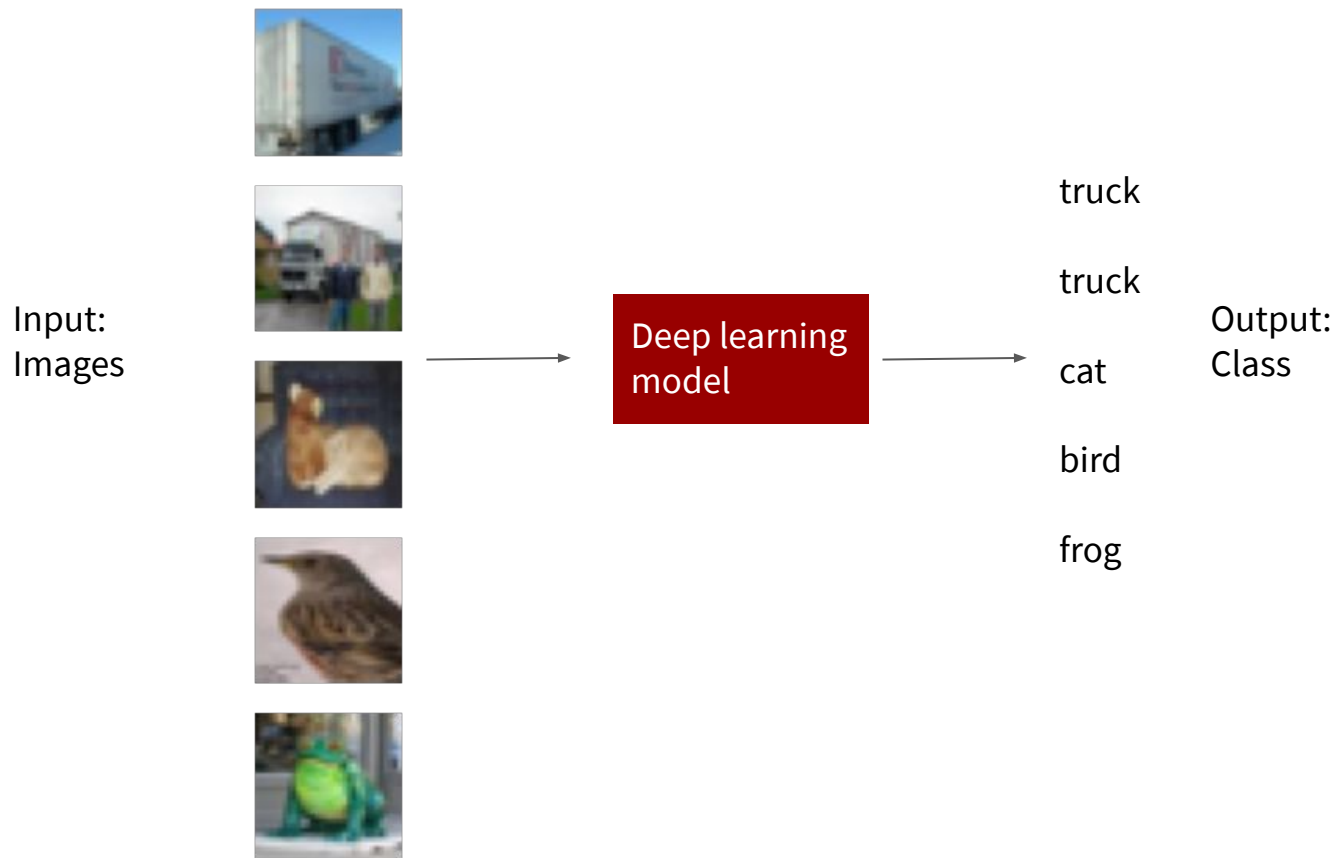 Input:
Images
Deep learning
model
truck
truck
cat
bird
frog
Output:
Class